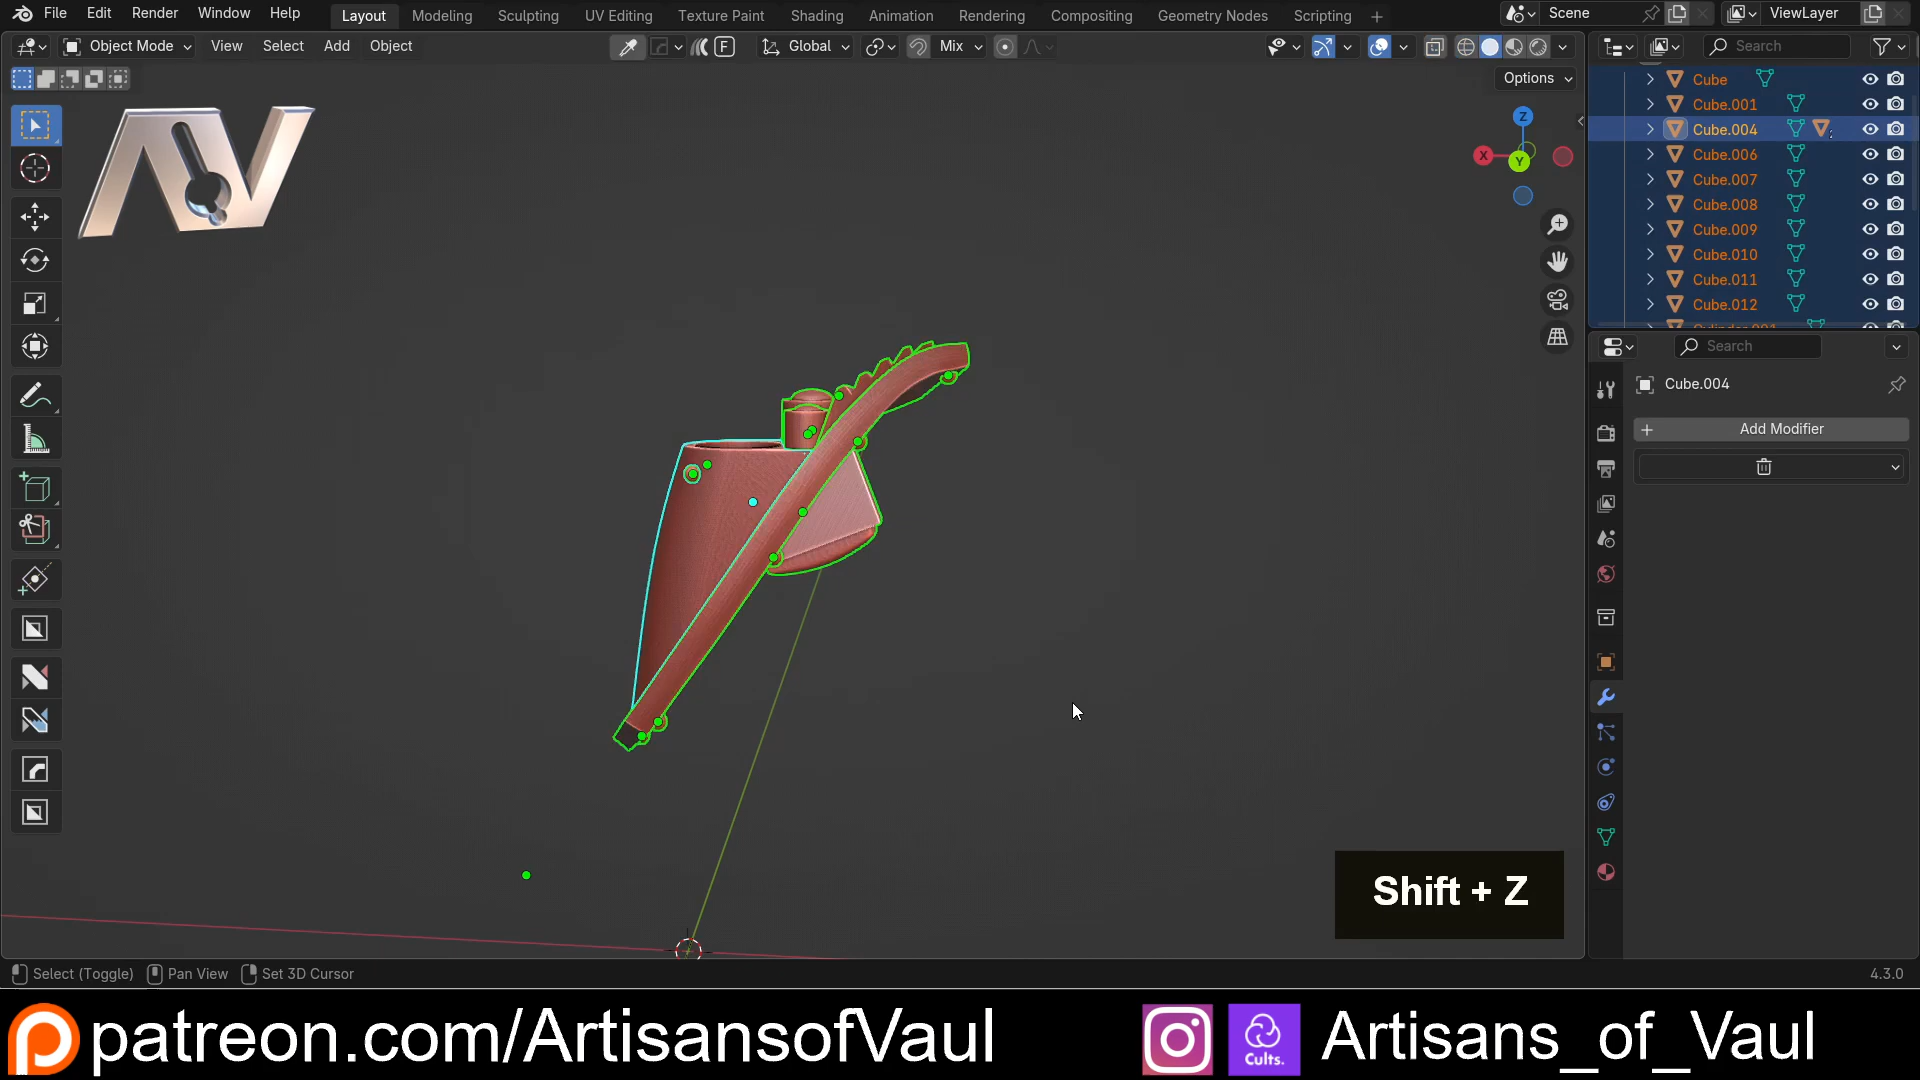 File Edit Render Window Help Layout Modeling Sculpting UV Editing Texture Paint Shading Animation Rendering Compositing Geometry Nodes Scripting + Scene ViewLayer
Object Mode View Select Add Object F Global Mix Search
Options
Cube
Cube.001
Cube.004
Cube.006
Cube.007
Cube.008
Cube.009
Cube.010
Cube.011
Cube.012
AV
Z
X
Y
Search
Cube.004
+ Add Modifier
Shift + Z
Select (Toggle) Pan View Set 3D Cursor 4.3.0
patreon.com/ArtisansofVaul Cults. Artisans_of_Vaul